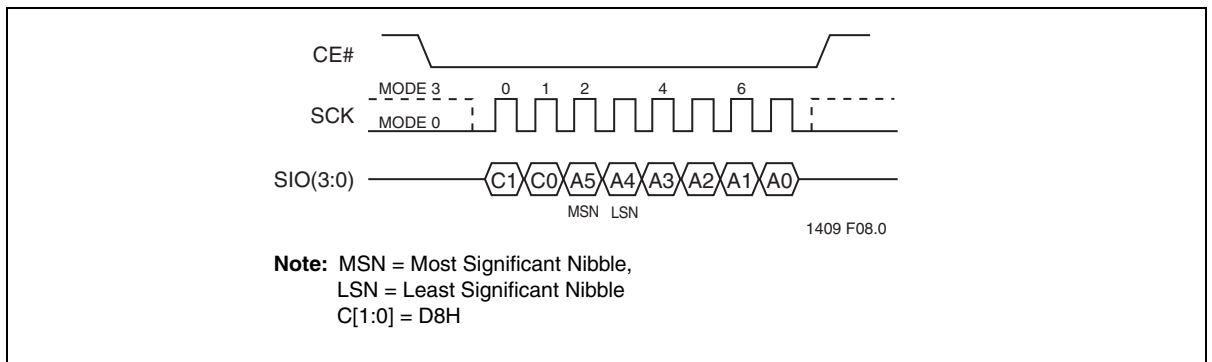 CE#
MODE 3 0 1 2 4 6
SCK
MODE 0
SIO(3:0) C1 C0 A5 A4 A3 A2 A1 A0
MSN LSN
1409 F08.0
Note: MSN = Most Significant Nibble,
LSN = Least Significant Nibble
C[1:0] = D8H